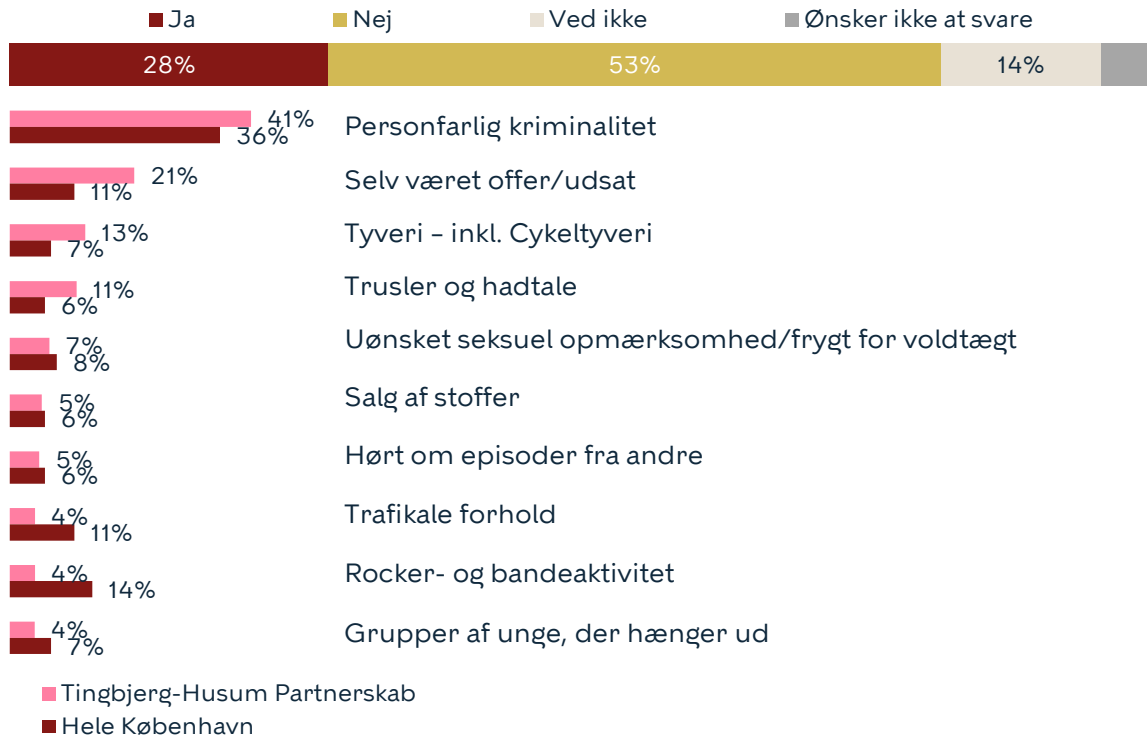 Ja Nej Ved ikke Ønsker ikke at svare
28% 53% 14%
41% Personfarlig kriminalitet
36%
21% Selv været offer/udsat
11%
13% Tyveri – inkl. Cykeltyveri
7%
11% Trusler og hadtale
6%
7% Uønsket seksuel opmærksomhed/frygt for voldtægt
8%
5% Salg af stoffer
6%
5% Hørt om episoder fra andre
6%
4% Trafikale forhold
11%
4% Rocker- og bandeaktivitet
14%
4% Grupper af unge, der hænger ud
7%
Tingbjerg-Husum Partnerskab
Hele København